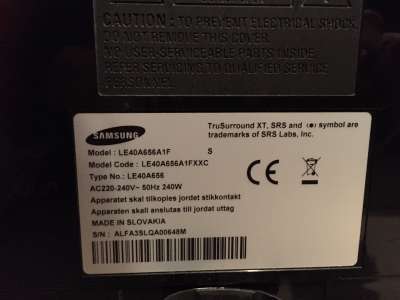 CAUTION: TO PREVENT ELECTRICAL SHOCK,
DO NOT REMOVE THIS COVER.
NO USER-SERVICEABLE PARTS INSIDE.
REFER SERVICING TO QUALIFIED SERVICE
PERSONNEL.
SAMSUNG
TruSurround XT, SRS and (●) symbol are
trademarks of SRS Labs, Inc.
Model : LE40A656A1F S
Model Code : LE40A656A1FXXC
Type No.: LE40A656
AC220-240V~ 50Hz 240W
Apparatet skal tilkoples jordet stikkontakt
Apparaten skall anslutas till jordat uttag
MADE IN SLOVAKIA
S/N : ALFA3SLQA00648M
CE